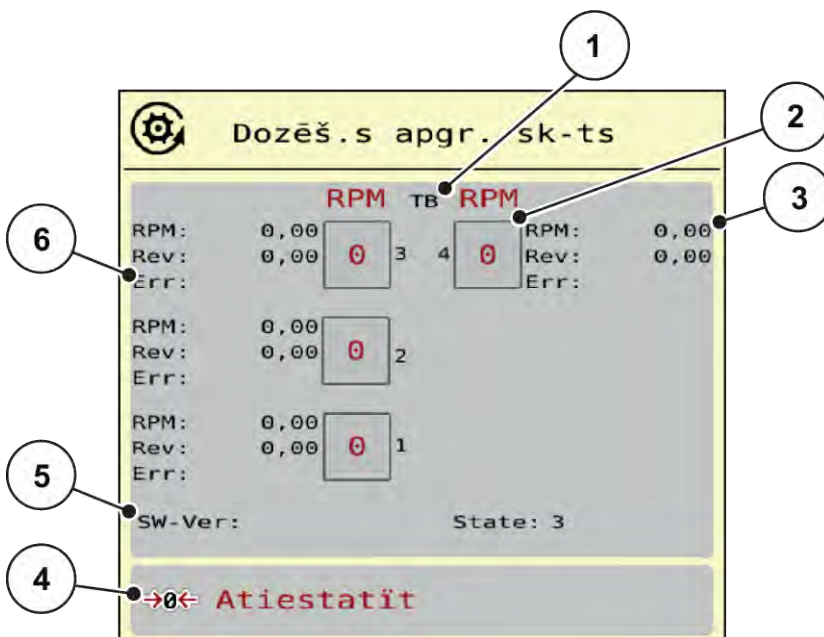 1
2
3
4
5
6
Dozēš.s apgr. sk-ts
RPM TB RPM
RPM: 0,00
Rev: 0,00 0 3
Err:
4 0 RPM: 0,00
Rev: 0,00
Err:
RPM: 0,00
Rev: 0,00 0 2
Err:
RPM: 0,00
Rev: 0,00 0 1
Err:
SW-Ver: State: 3
→0← Atiestatït